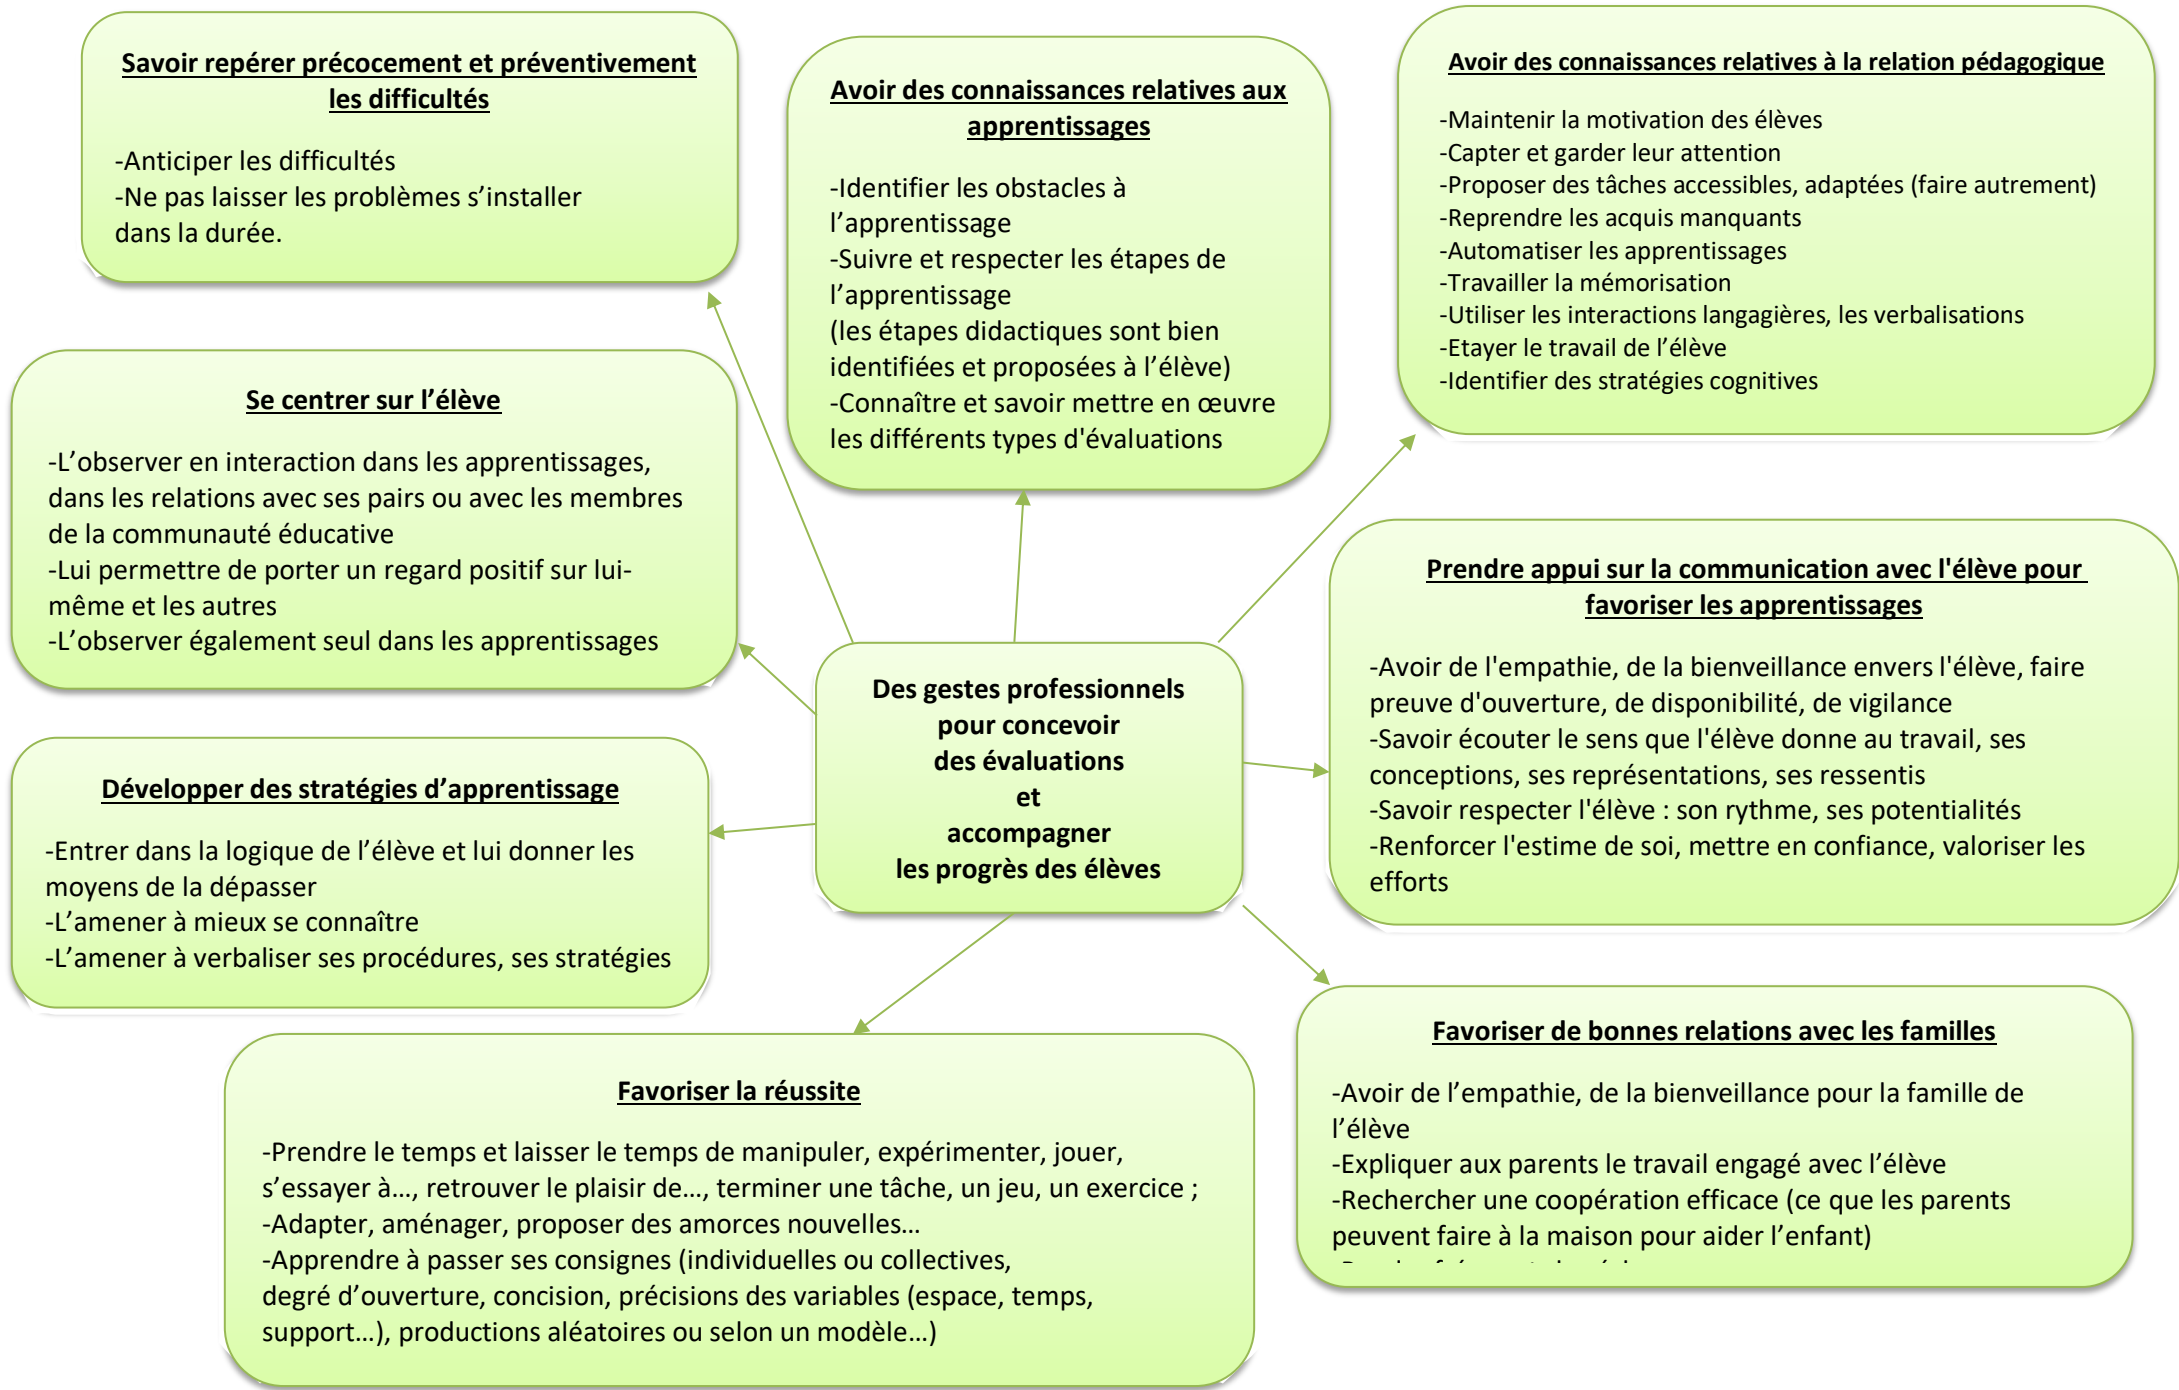 Savoir repérer précocement et préventivement
les difficultés
-Anticiper les difficultés
-Ne pas laisser les problèmes s’installer
dans la durée.
Avoir des connaissances relatives aux
apprentissages
-Identifier les obstacles à
l’apprentissage
-Suivre et respecter les étapes de
l’apprentissage
(les étapes didactiques sont bien
identifiées et proposées à l’élève)
-Connaître et savoir mettre en œuvre
les différents types d'évaluations
Avoir des connaissances relatives à la relation pédagogique
-Maintenir la motivation des élèves
-Capter et garder leur attention
-Proposer des tâches accessibles, adaptées (faire autrement)
-Reprendre les acquis manquants
-Automatiser les apprentissages
-Travailler la mémorisation
-Utiliser les interactions langagières, les verbalisations
-Etayer le travail de l’élève
-Identifier des stratégies cognitives
Se centrer sur l’élève
-L’observer en interaction dans les apprentissages,
dans les relations avec ses pairs ou avec les membres
de la communauté éducative
-Lui permettre de porter un regard positif sur lui-
même et les autres
-L’observer également seul dans les apprentissages
Des gestes professionnels
pour concevoir
des évaluations
et
accompagner
les progrès des élèves
Prendre appui sur la communication avec l'élève pour
favoriser les apprentissages
-Avoir de l'empathie, de la bienveillance envers l'élève, faire
preuve d'ouverture, de disponibilité, de vigilance
-Savoir écouter le sens que l'élève donne au travail, ses
conceptions, ses représentations, ses ressentis
-Savoir respecter l'élève : son rythme, ses potentialités
-Renforcer l'estime de soi, mettre en confiance, valoriser les
efforts
Développer des stratégies d’apprentissage
-Entrer dans la logique de l’élève et lui donner les
moyens de la dépasser
-L’amener à mieux se connaître
-L’amener à verbaliser ses procédures, ses stratégies
Favoriser la réussite
-Prendre le temps et laisser le temps de manipuler, expérimenter, jouer,
s’essayer à…, retrouver le plaisir de…, terminer une tâche, un jeu, un exercice ;
-Adapter, aménager, proposer des amorces nouvelles…
-Apprendre à passer ses consignes (individuelles ou collectives,
degré d’ouverture, concision, précisions des variables (espace, temps,
support…), productions aléatoires ou selon un modèle…)
Favoriser de bonnes relations avec les familles
-Avoir de l’empathie, de la bienveillance pour la famille de
l’élève
-Expliquer aux parents le travail engagé avec l’élève
-Rechercher une coopération efficace (ce que les parents
peuvent faire à la maison pour aider l’enfant)